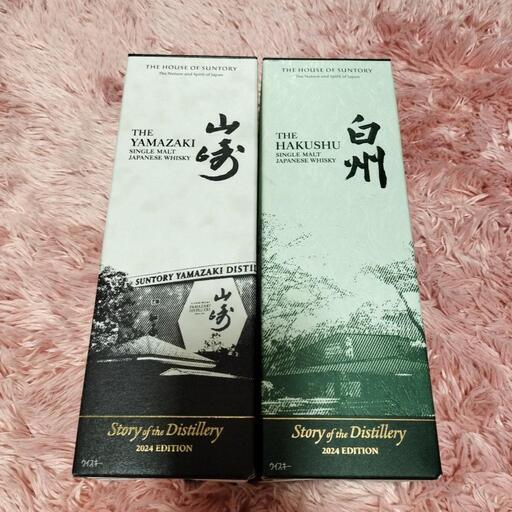 THE HOUSE OF SUNTORY
The Nature and Spirit of Japan
THE
YAMAZAKI
SINGLE MALT
JAPANESE WHISKY
山崎
SUNTORY YAMAZAKI DISTIL
山崎
YAMAZAKI
DISTILLERY
Story of the Distillery
2024 EDITION
ウイスキー
THE HOUSE OF SUNTORY
The Nature and Spirit of Japan
THE
HAKUSHU
SINGLE MALT
JAPANESE WHISKY
白州
Story of the Distillery
2024 EDITION
ウイスキー